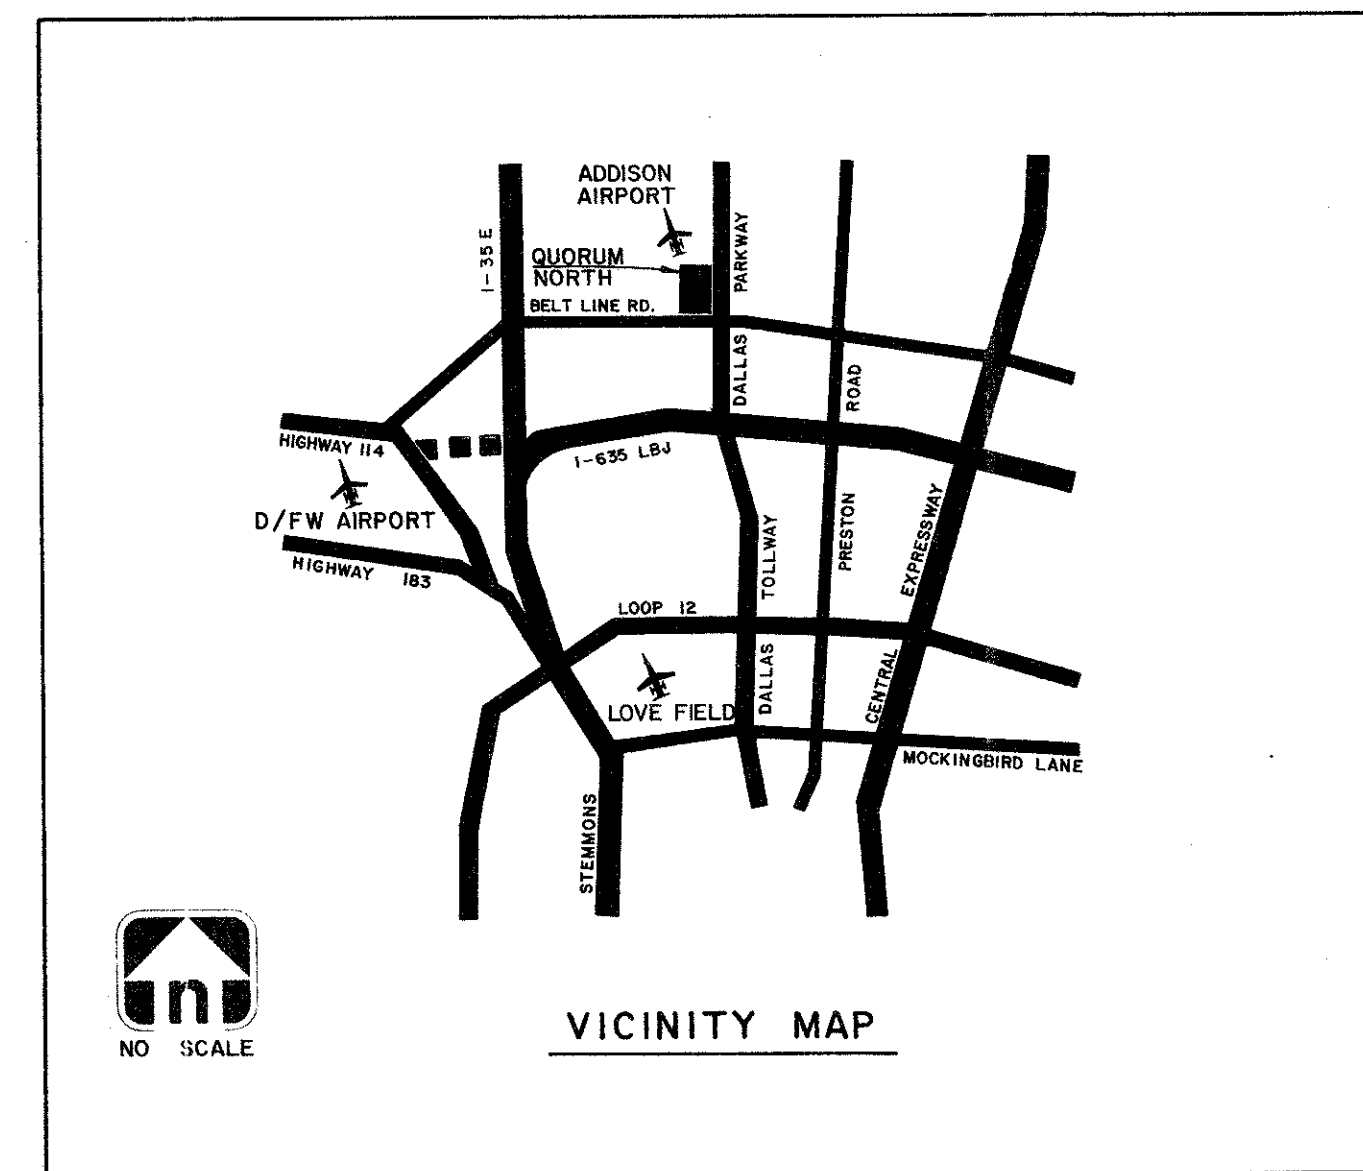 ADDISON
AIRPORT
I-35E
QUORUM
NORTH
PARKWAY
BELT LINE RD.
DALLAS
ROAD
HIGHWAY 114
I-635 LBJ
D/FW AIRPORT
HIGHWAY 183
EXPRESSWAY
PRESTON
TOLLWAY
LOOP 12
DALLAS
CENTRAL
LOVE FIELD
MOCKINGBIRD LANE
STEMMONS
n
NO SCALE
VICINITY MAP